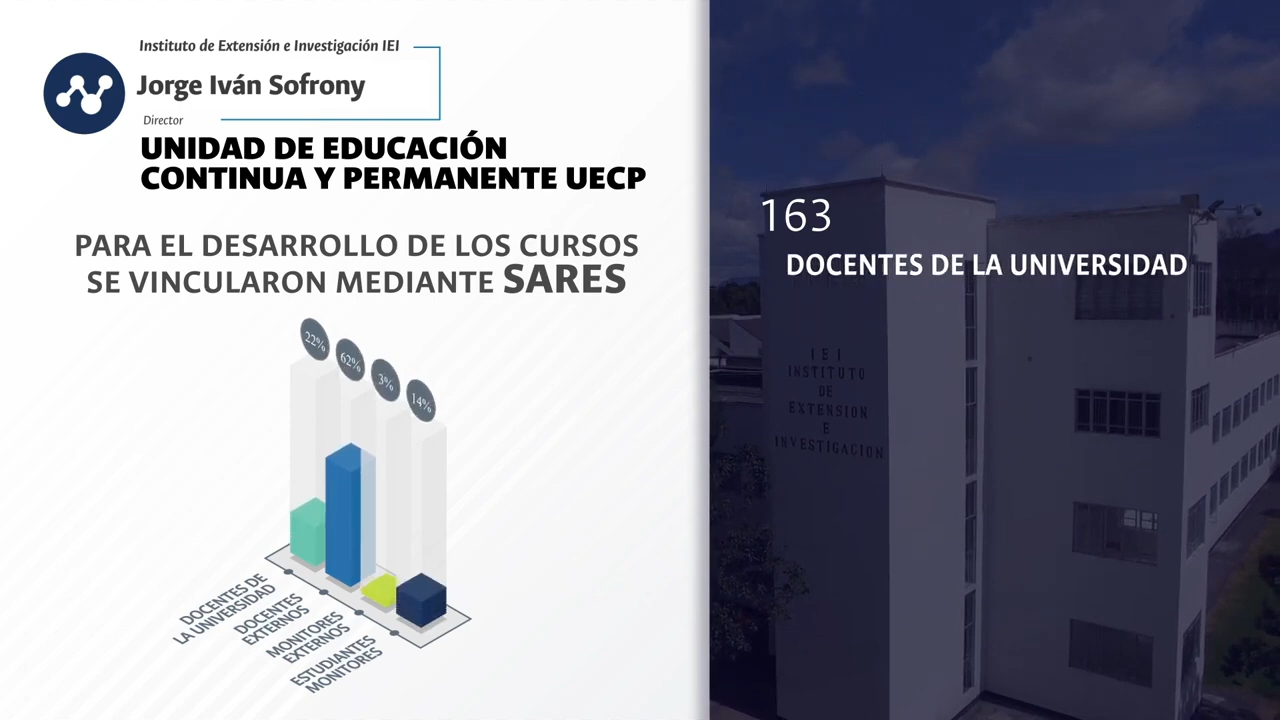 Instituto de Extensión e Investigación IEI
Jorge Iván Sofrony
Director
UNIDAD DE EDUCACIÓN
CONTINUA Y PERMANENTE UECP
PARA EL DESARROLLO DE LOS CURSOS
SE VINCULARON MEDIANTE SARES
22%
62%
3%
14%
DOCENTES DE
LA UNIVERSIDAD
DOCENTES
EXTERNOS
MONITORES
EXTERNOS
ESTUDIANTES
MONITORES
163
DOCENTES DE LA UNIVERSIDAD
IEI
INSTITUTO
DE
EXTENSION
E
INVESTIGACION